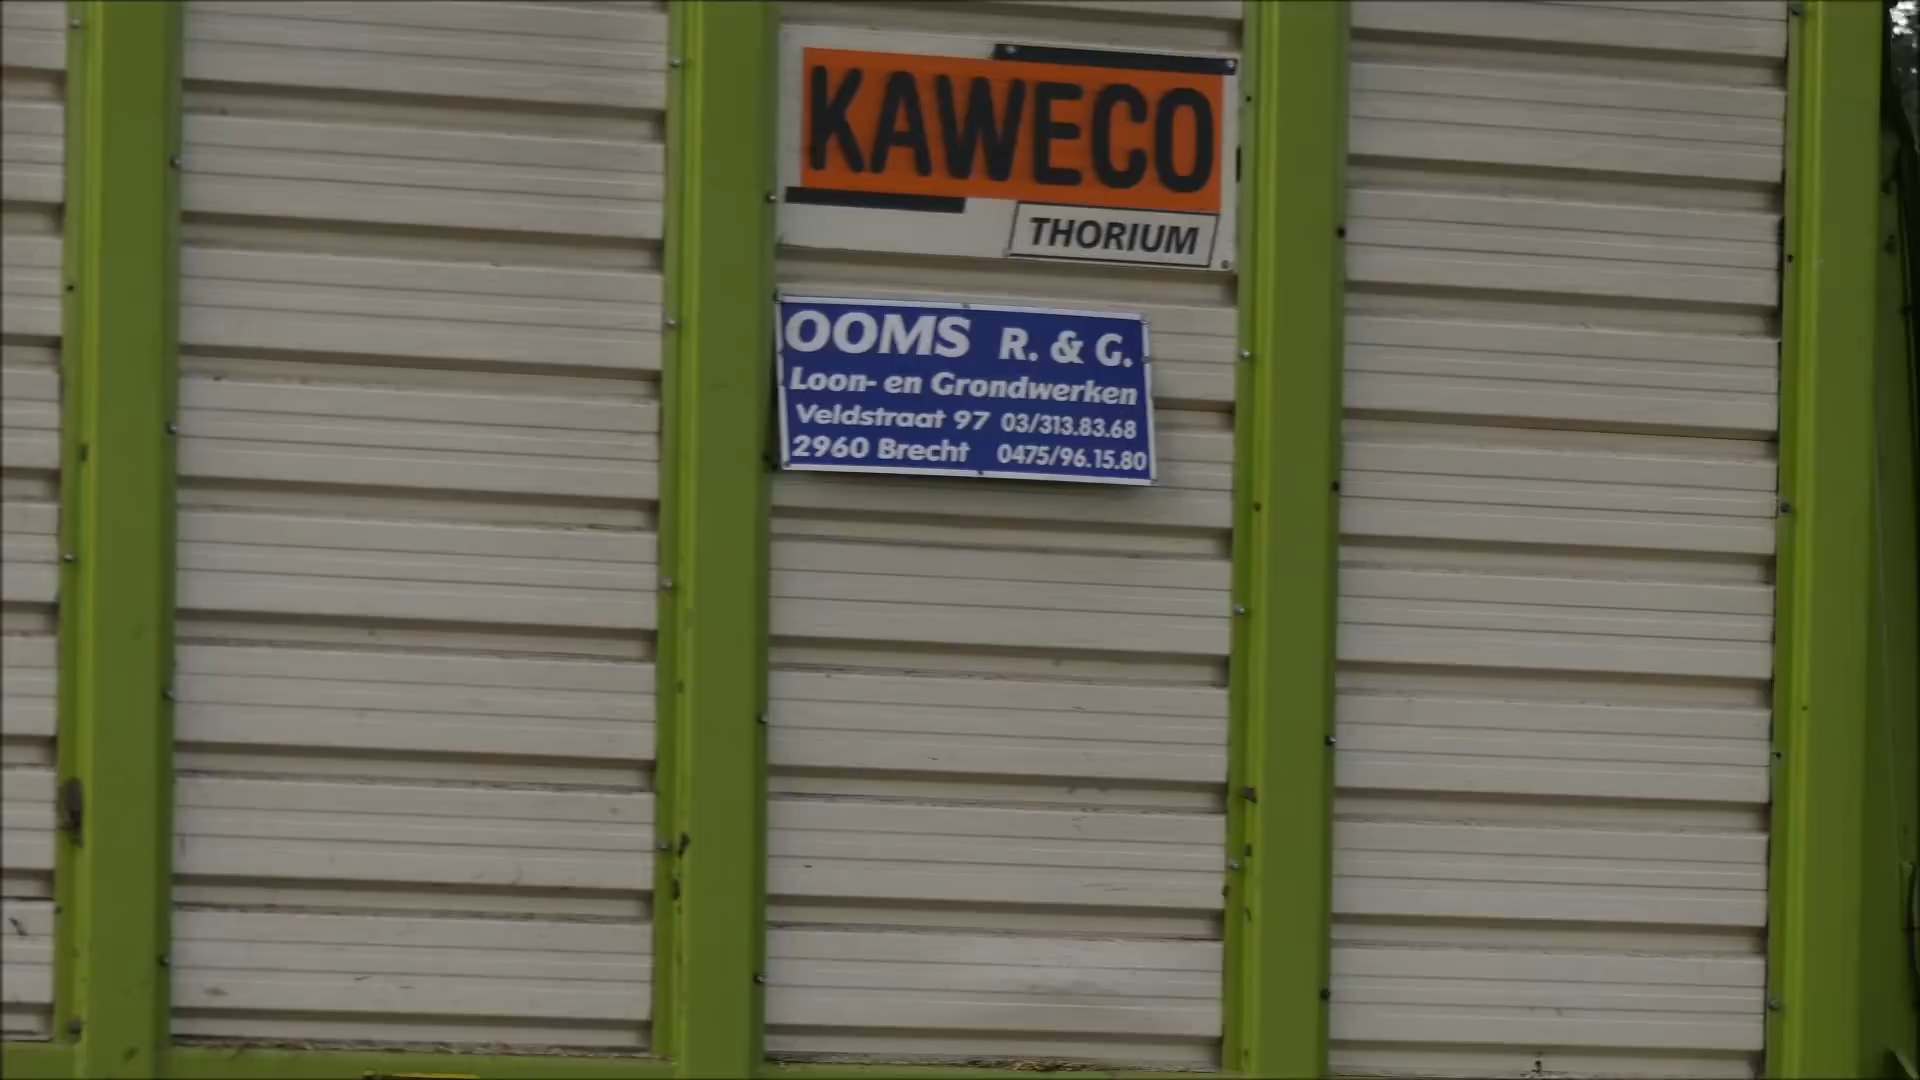 KAWECO
THORIUM
OOMS R. & G.
Loon- en Grondwerken
Veldstraat 97 03/313.83.68
2960 Brecht 0475/96.15.80